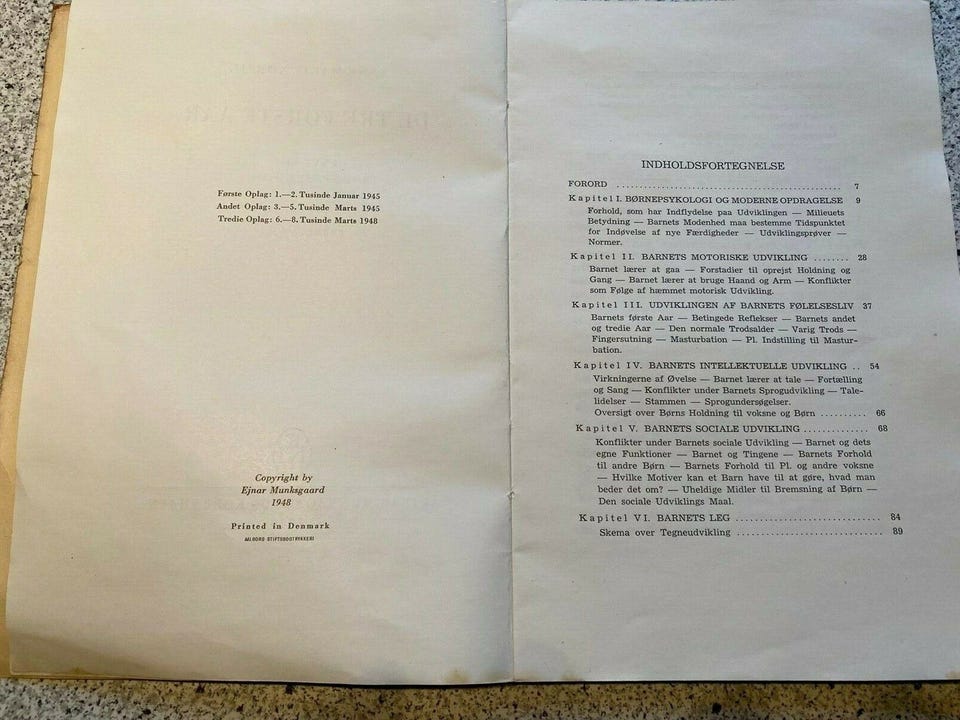 Første Oplag: 1.—2. Tusinde Januar 1945
Andet Oplag: 3.—5. Tusinde Marts 1945
Tredie Oplag: 6.—8. Tusinde Marts 1948
Copyright by
Ejnar Munksgaard
1948
Printed in Denmark
AALBORG STIFTSBOGTRYKKERI
INDHOLDSFORTEGNELSE
FORORD ........................................ 7
Kapitel I. BØRNEPSYKOLOGI OG MODERNE OPDRAGELSE 9
Forhold, som har Indflydelse paa Udviklingen — Milieuets
Betydning — Barnets Modenhed maa bestemme Tidspunktet
for Indøvelse af nye Færdigheder — Udviklingsprøver —
Normer.
Kapitel II. BARNETS MOTORISKE UDVIKLING ........ 28
Barnet lærer at gaa — Forstadier til oprejst Holdning og
Gang — Barnet lærer at bruge Haand og Arm — Konflikter
som Følge af hæmmet motorisk Udvikling.
Kapitel III. UDVIKLINGEN AF BARNETS FØLELSESLIV 37
Barnets første Aar — Betingede Reflekser — Barnets andet
og tredie Aar — Den normale Trodsalder — Varig Trods —
Fingersutning — Masturbation — Pl. Indstilling til Mastur-
bation.
Kapitel IV. BARNETS INTELLEKTUELLE UDVIKLING .. 54
Virkningerne af Øvelse — Barnet lærer at tale — Fortælling
og Sang — Konflikter under Barnets Sprogudvikling — Tale-
lidelser — Stammen — Sprogundersøgelser.
Oversigt over Børns Holdning til voksne og Børn .......... 66
Kapitel V. BARNETS SOCIALE UDVIKLING ............. 68
Konflikter under Barnets sociale Udvikling — Barnet og dets
egne Funktioner — Barnet og Tingene — Barnets Forhold
til andre Børn — Barnets Forhold til Pl. og andre voksne
— Hvilke Motiver kan et Barn have til at gøre, hvad man
beder det om? — Uheldige Midler til Bremsning af Børn —
Den sociale Udviklings Maal.
Kapitel VI. BARNETS LEG ............................. 84
Skema over Tegneudvikling ............................. 89